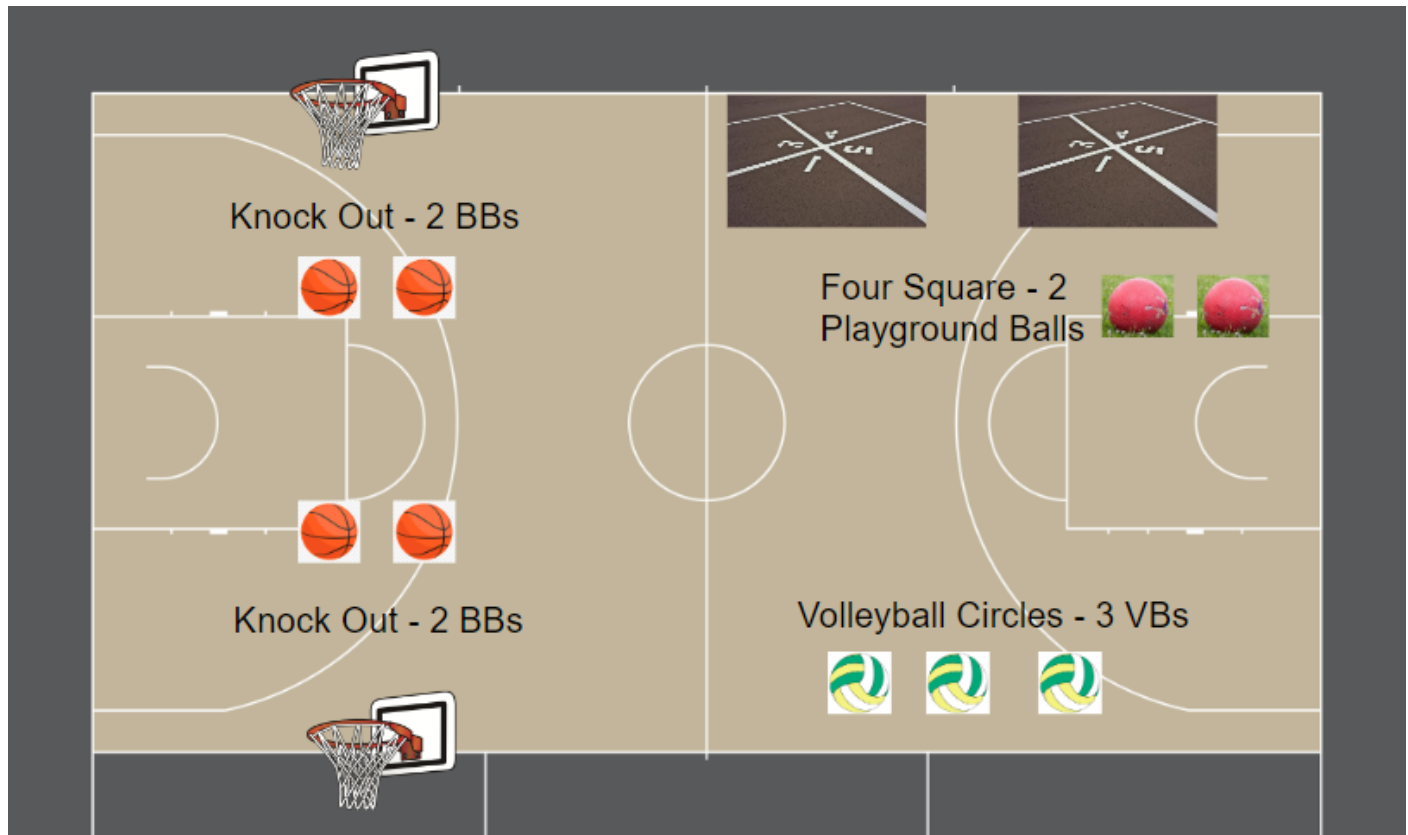 Knock Out - 2 BBs
Four Square - 2
Playground Balls
Knock Out - 2 BBs
Volleyball Circles - 3 VBs